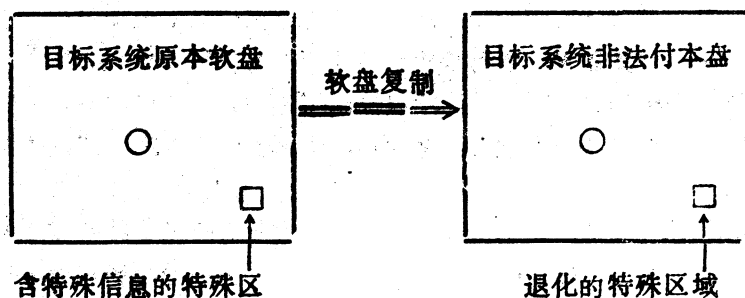 目标系统原本软盘
软盘复制
目标系统非法付本盘
含特殊信息的特殊区
退化的特殊区域